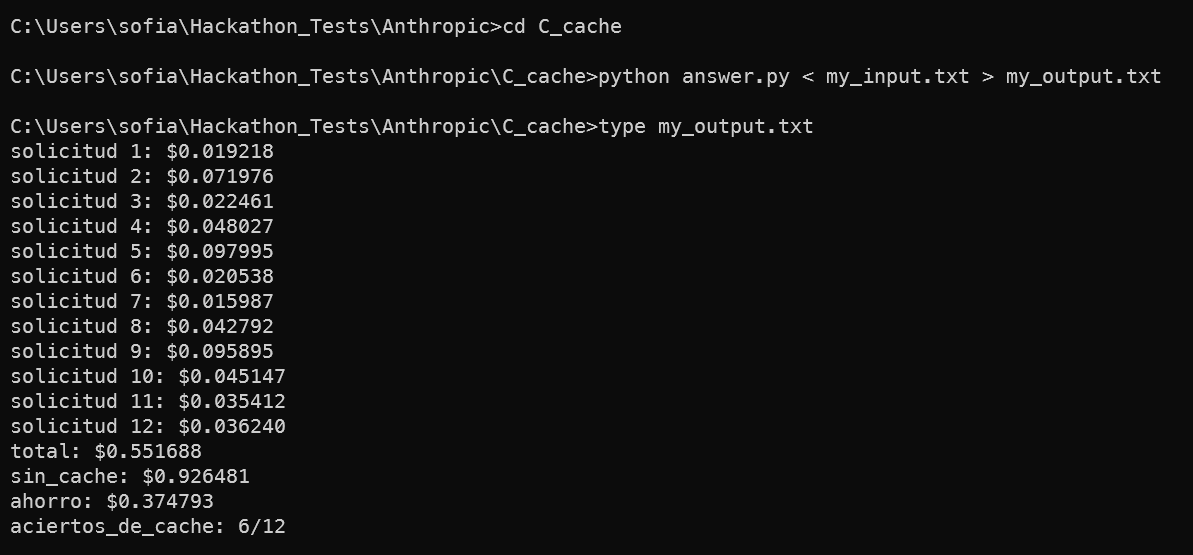 C:\Users\sofia\Hackathon_Tests\Anthropic>cd C_cache
C:\Users\sofia\Hackathon_Tests\Anthropic\C_cache>python answer.py < my_input.txt > my_output.txt
C:\Users\sofia\Hackathon_Tests\Anthropic\C_cache>type my_output.txt
solicitud 1: $0.019218
solicitud 2: $0.071976
solicitud 3: $0.022461
solicitud 4: $0.048027
solicitud 5: $0.097995
solicitud 6: $0.020538
solicitud 7: $0.015987
solicitud 8: $0.042792
solicitud 9: $0.095895
solicitud 10: $0.045147
solicitud 11: $0.035412
solicitud 12: $0.036240
total: $0.551688
sin_cache: $0.926481
ahorro: $0.374793
aciertos_de_cache: 6/12